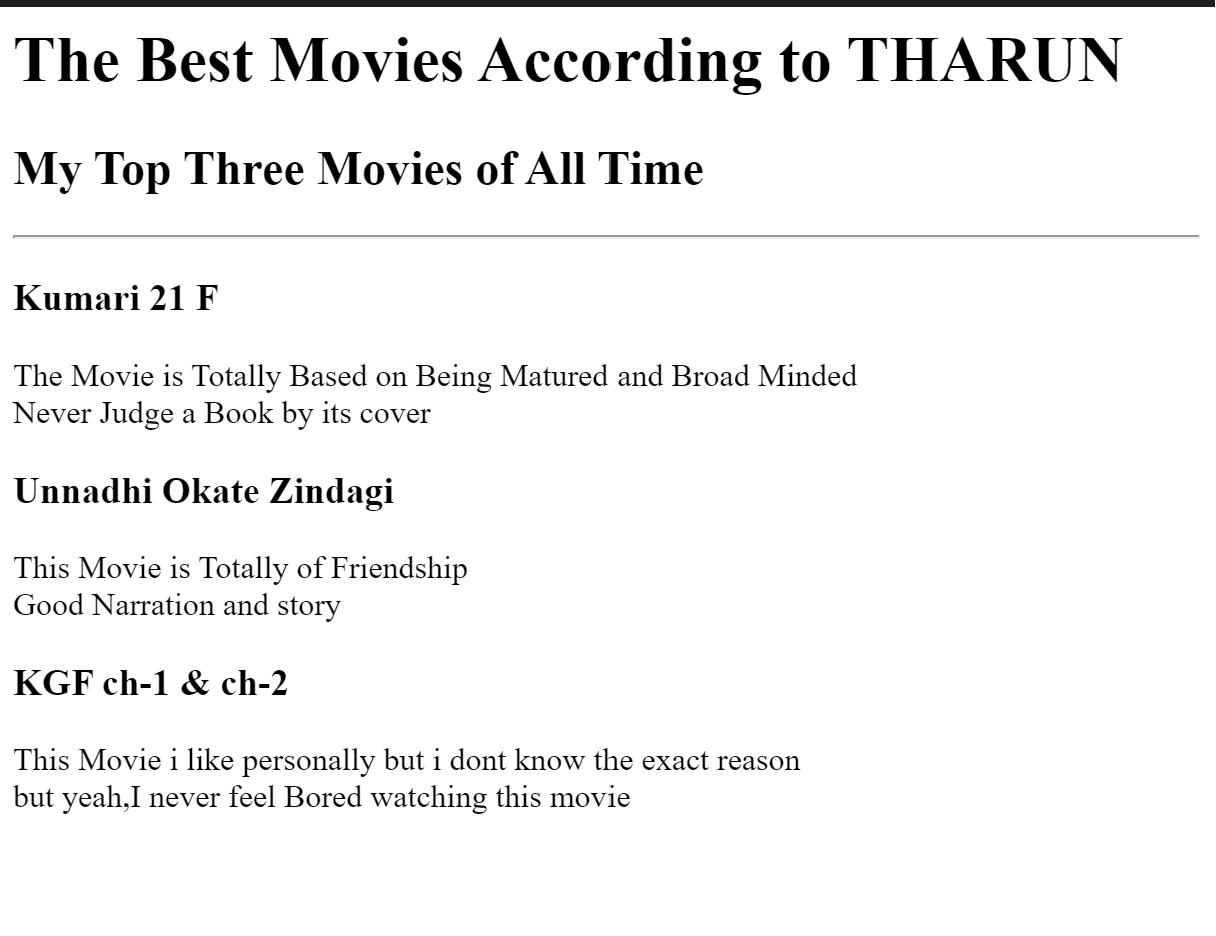 The Best Movies According to THARUN
My Top Three Movies of All Time
Kumari 21 F
The Movie is Totally Based on Being Matured and Broad Minded
Never Judge a Book by its cover
Unnadhi Okate Zindagi
This Movie is Totally of Friendship
Good Narration and story
KGF ch-1 & ch-2
This Movie i like personally but i dont know the exact reason
but yeah,I never feel Bored watching this movie